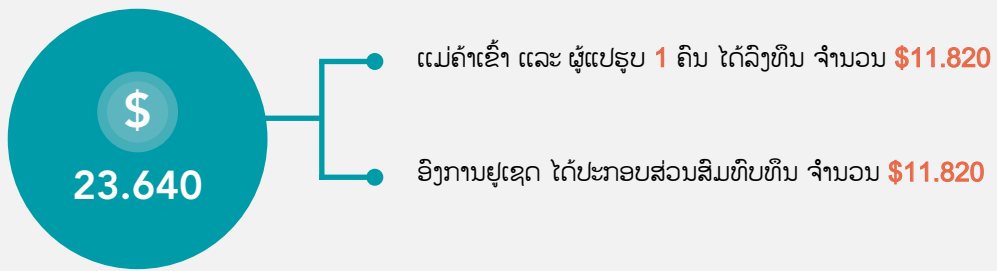 $
23.640
ແມ່ຄ້າເຂົ້າ ແລະ ຜູ້ແປຮູບ 1 ຄົນ ໄດ້ລົງທຶນ ຈຳນວນ $11.820
ອົງການຢູເຊດ ໄດ້ປະກອບສ່ວນສົມທົບທຶນ ຈຳນວນ $11.820